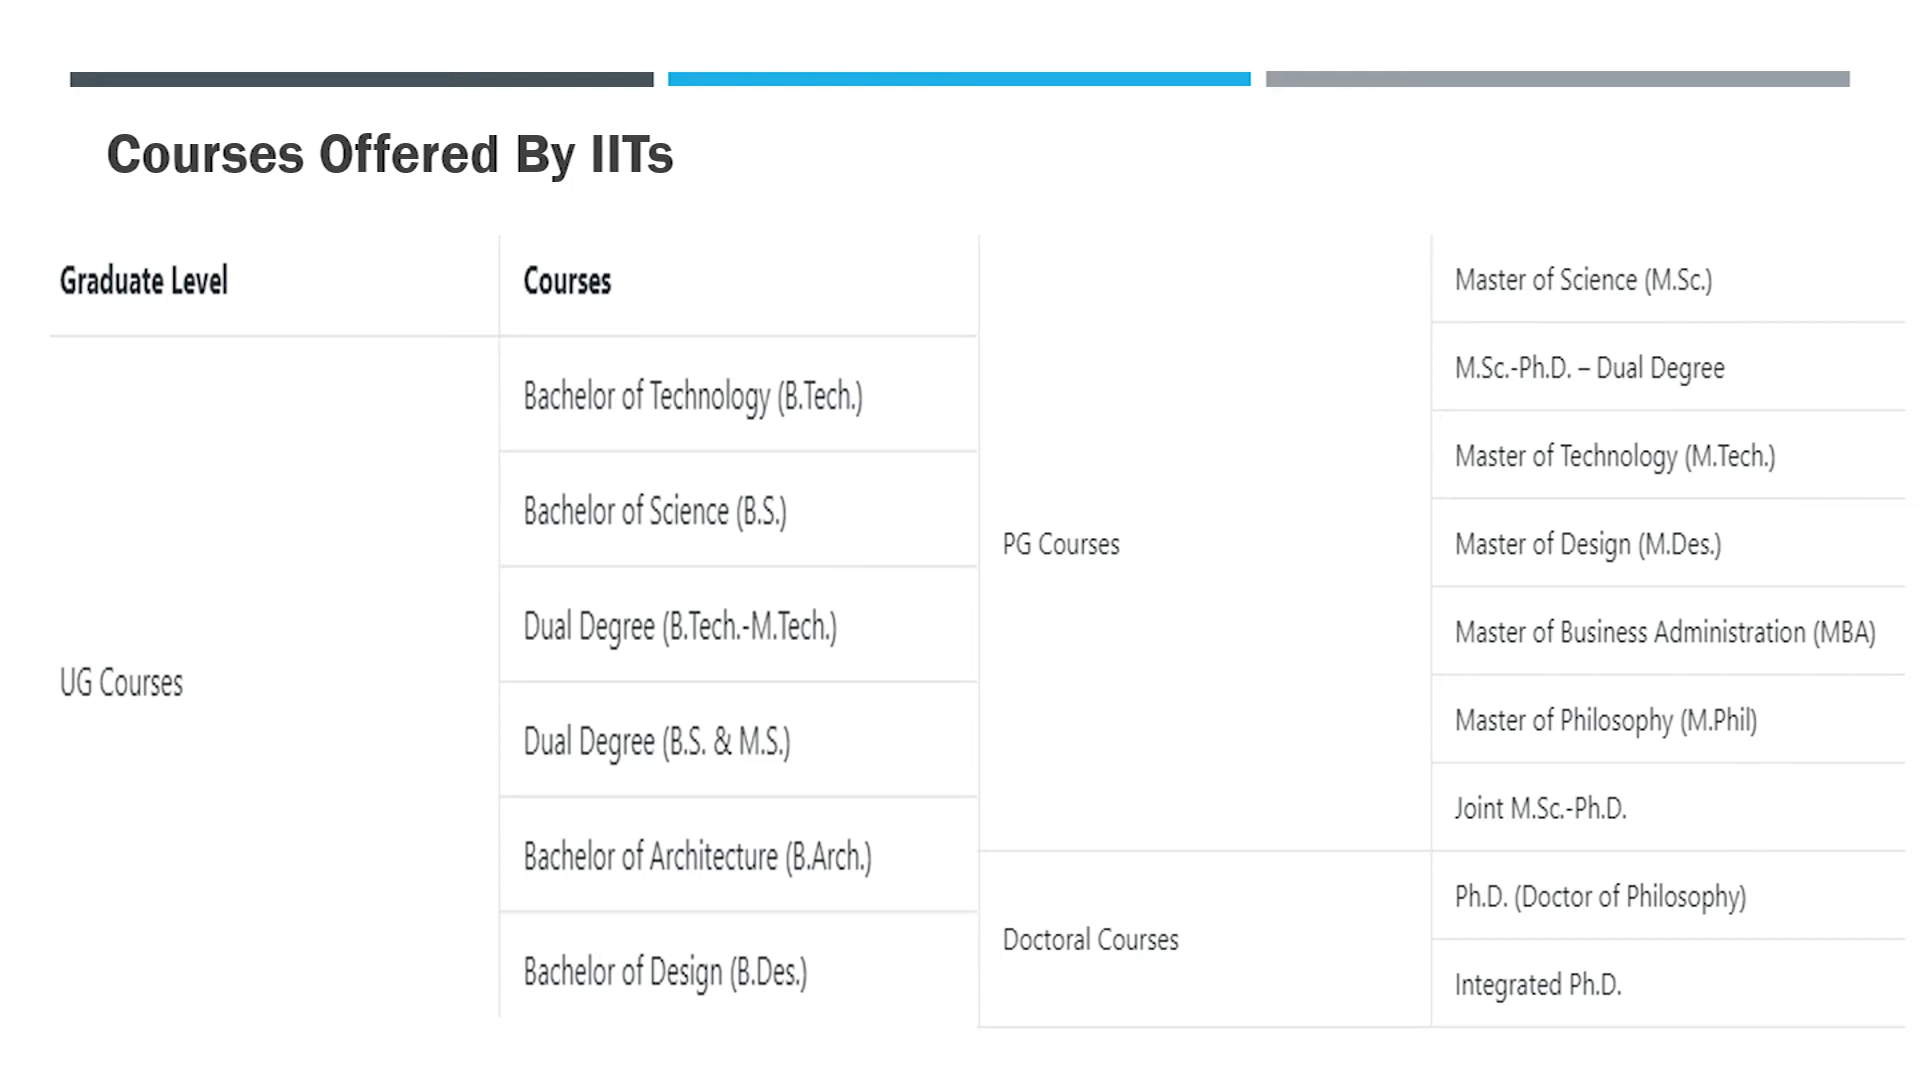 Courses Offered By IITs
Graduate Level
Courses
UG Courses
Bachelor of Technology (B.Tech.)
Bachelor of Science (B.S.)
Dual Degree (B.Tech.-M.Tech.)
Dual Degree (B.S. & M.S.)
Bachelor of Architecture (B.Arch.)
Bachelor of Design (B.Des.)
PG Courses
Master of Science (M.Sc.)
M.Sc.-Ph.D. – Dual Degree
Master of Technology (M.Tech.)
Master of Design (M.Des.)
Master of Business Administration (MBA)
Master of Philosophy (M.Phil)
Joint M.Sc.-Ph.D.
Doctoral Courses
Ph.D. (Doctor of Philosophy)
Integrated Ph.D.